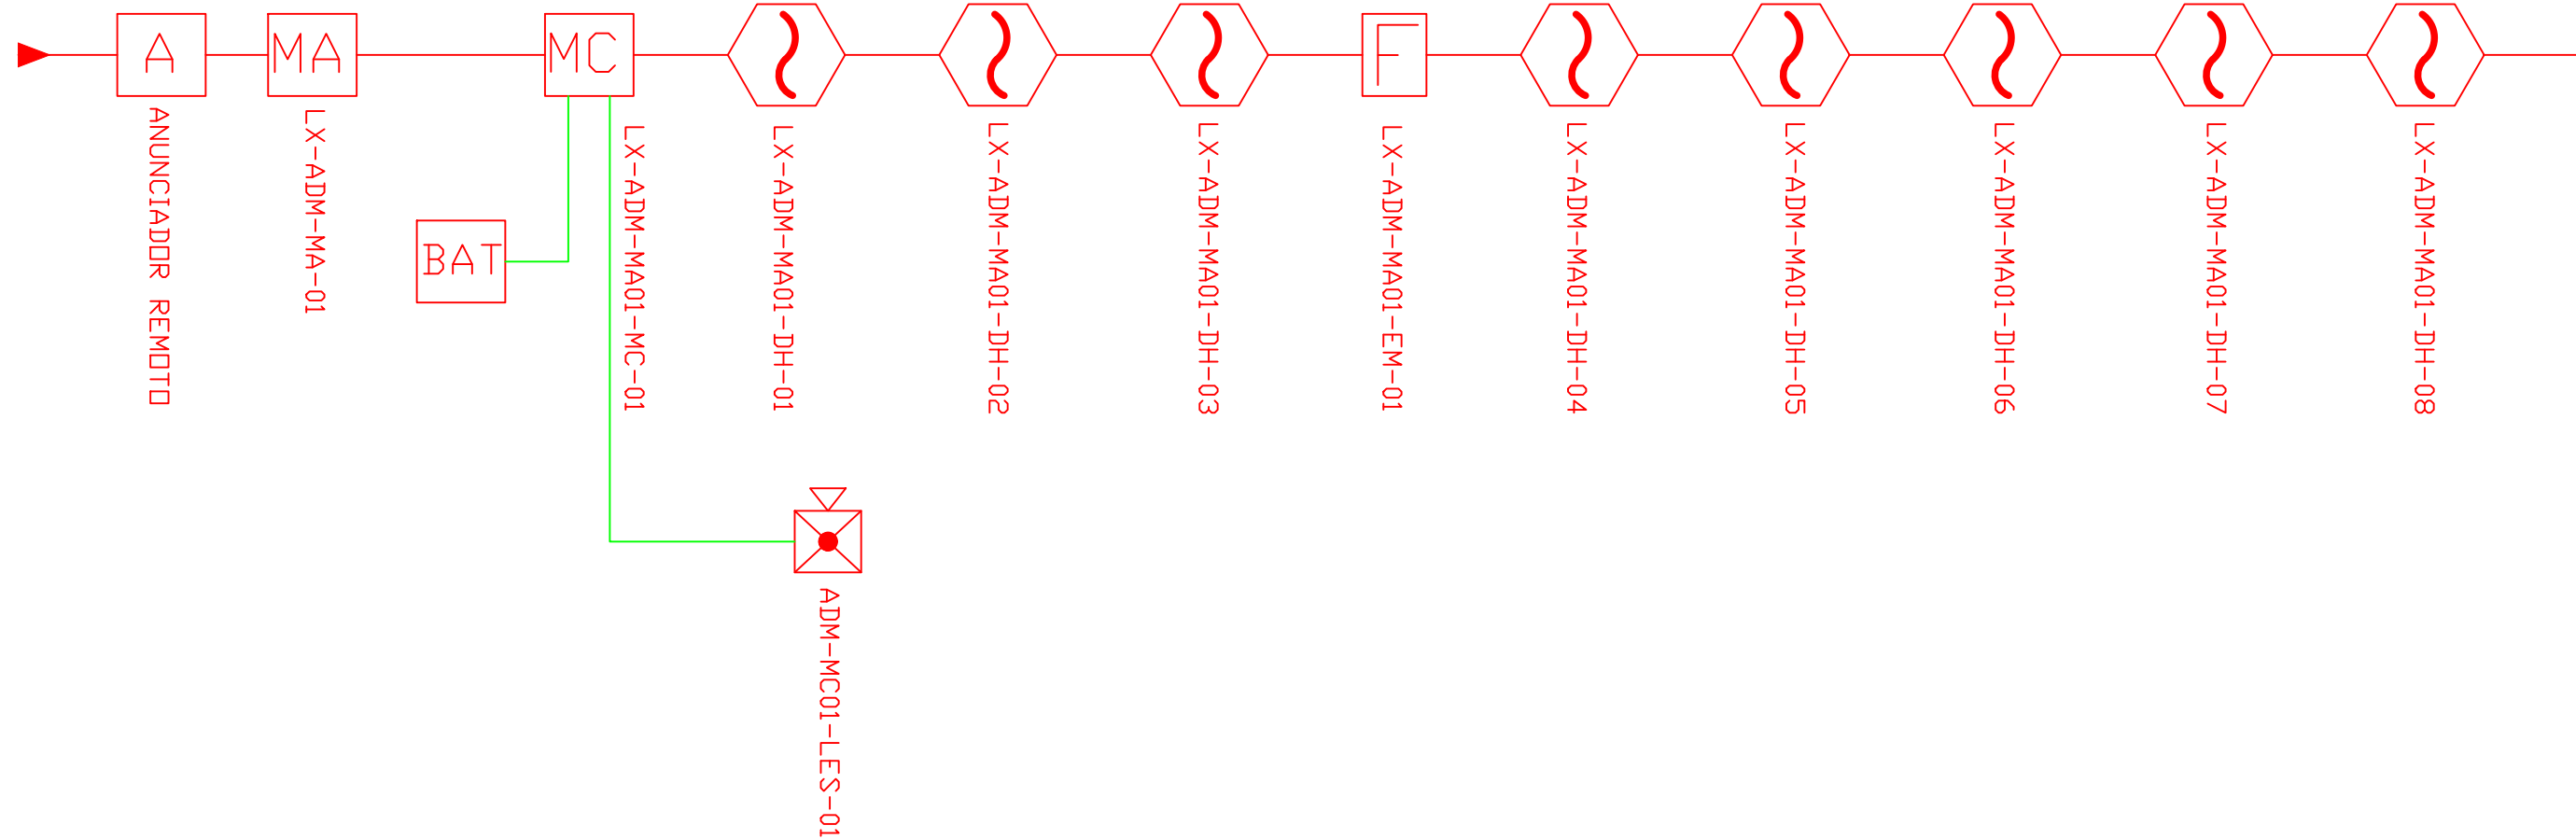 A
MA
MC
F
BAT
ANUNCIADOR REMOTO
LX-ADM-MA-01
LX-ADM-MA01-MC-01
LX-ADM-MA01-DH-01
LX-ADM-MA01-DH-02
LX-ADM-MA01-DH-03
LX-ADM-MA01-EM-01
LX-ADM-MA01-DH-04
LX-ADM-MA01-DH-05
LX-ADM-MA01-DH-06
LX-ADM-MA01-DH-07
LX-ADM-MA01-DH-08
ADM-MC01-LES-01